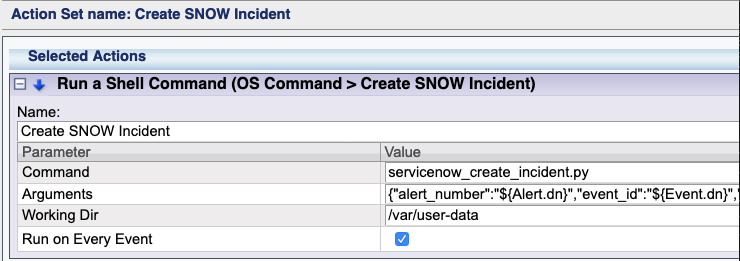 Action Set name: Create SNOW Incident
Selected Actions
Run a Shell Command (OS Command > Create SNOW Incident)
Name:
Create SNOW Incident
Parameter Value
Command servicenow_create_incident.py
Arguments {"alert_number":"${Alert.dn}","event_id":"${Event.dn}","
Working Dir /var/user-data
Run on Every Event